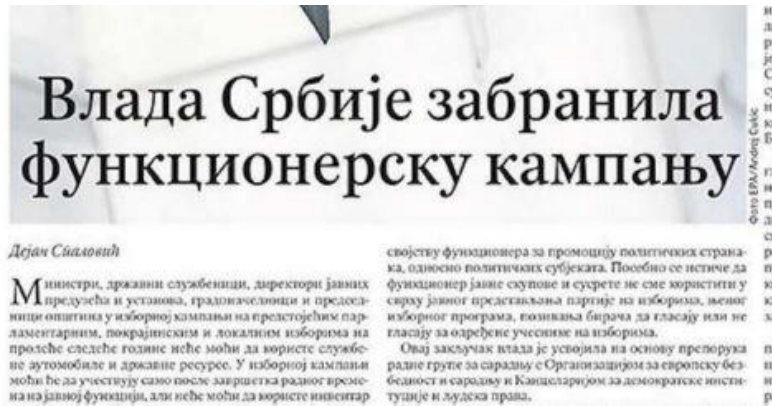 Влада Србије забранила
функционерску кампању
Фото EPA/Andrej Cukic
Дејан Спаловић
Министри, државни службеници, директори јавних
предузећа и установа, градоначелници и председ-
ници општина у изборној кампањи на предстојећим пар-
ламентарним, покрајинским и локалним изборима на
пролеће следеће године неће моћи да користе службе-
не аутомобиле и државне ресурсе. У изборној кампањи
моћи ће да учествују само после завршетка радног време-
на на јавној функцији, али неће моћи да користе инвентар
својству функционера за промоцију политичких страна-
ка, односно политичких субјеката. Посебно се истиче да
функционер јавне скупове и сусрете не сме користити у
сврху јавног представљања партије на изборима, њеног
изборног програма, позивања бирача да гласају или не
гласају за одређене учеснике на изборима.
Овај закључак влада је усвојила на основу препорука
радне групе за сарадњу с Организацијом за европску без-
бедност и сарадњу и Канцеларијом за демократске инсти-
туције и људска права.